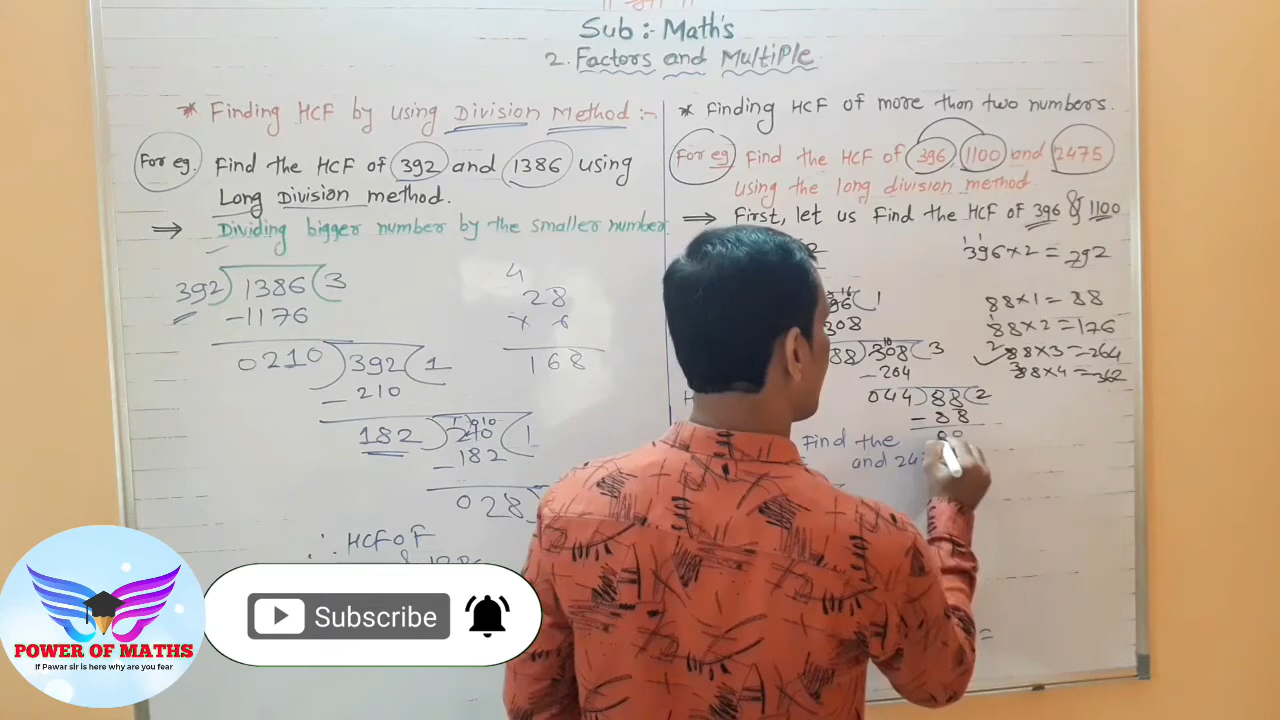 Sub :- Math's
2. Factors and Multiple
* Finding HCF by using Division Method :-
For eg. Find the HCF of 392 and 1386 using
Long Division method.
⇒ Dividing bigger number by the smaller number
392) 1386 (3
-1176
0210) 392 (1
- 210
182) 210 (1
-182
028)
4
28
× 6
168
∴ HCF OF
* Finding HCF of more than two numbers.
For eg Find the HCF of 396 1100 and 2475
using the long division method.
⇒ First, let us find the HCF of 396 & 1100
396×2 = 792
96 ( 1
308
88) 308 ( 3
- 264
044) 88 ( 2
- 88
00
88×1 = 88
88×2 = 176
88×3 = 264
88×4 = 362
Find the
and 24
=
POWER OF MATHS
If Pawar sir is here why are you fear
Subscribe